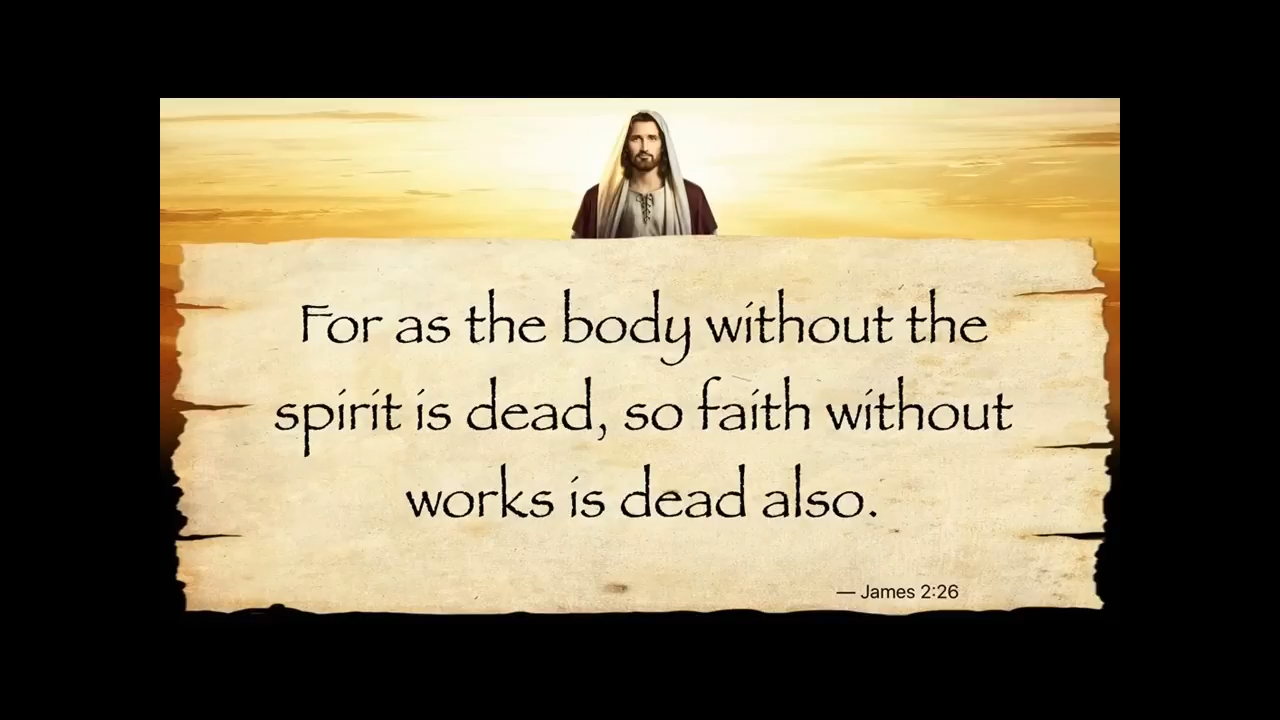 For as the body without the
spirit is dead, so faith without
works is dead also.
— James 2:26